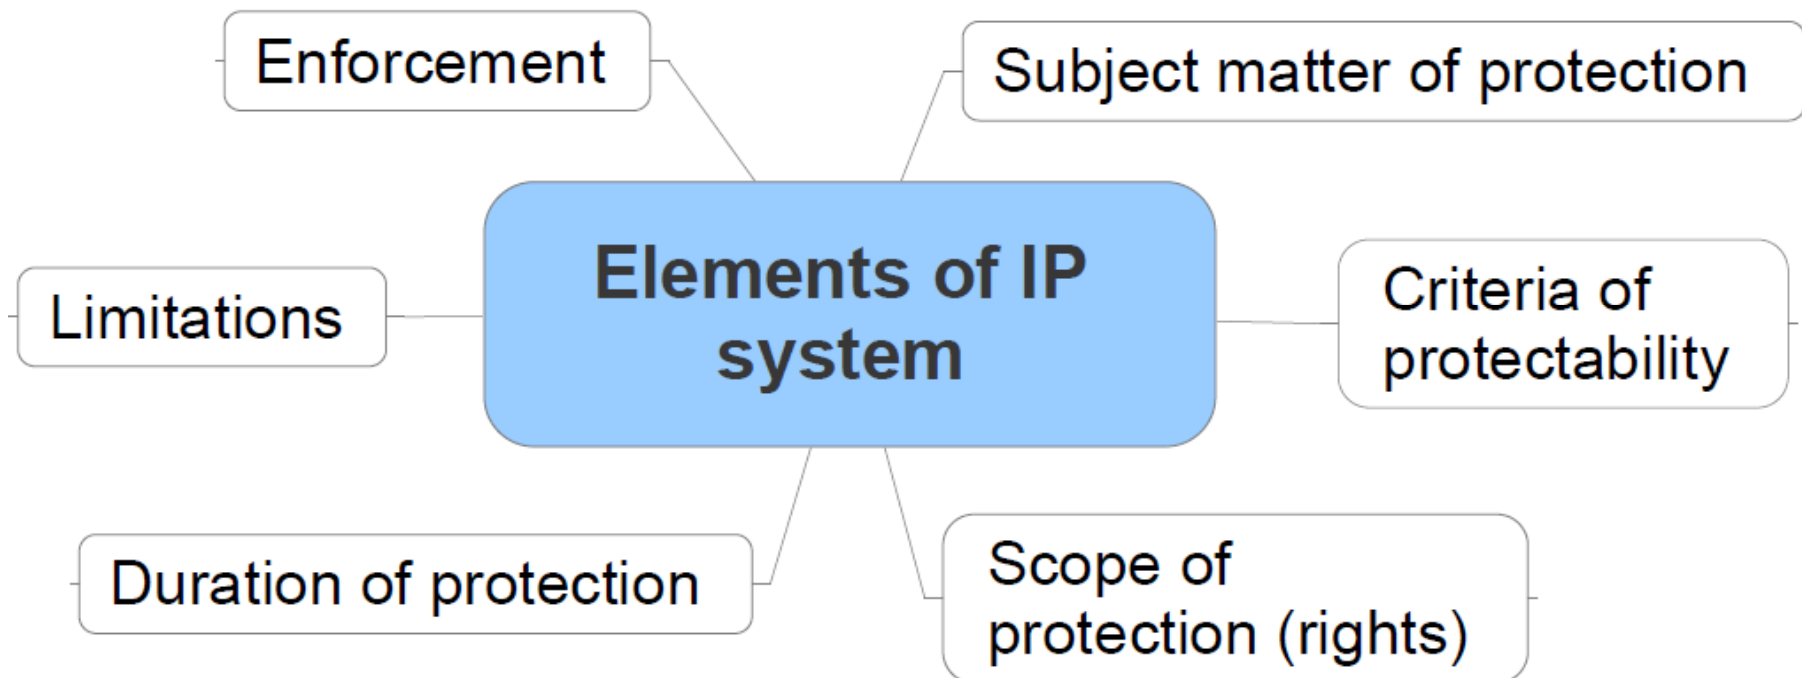 Enforcement
Subject matter of protection
Elements of IP
system
Limitations
Criteria of
protectability
Duration of protection
Scope of
protection (rights)